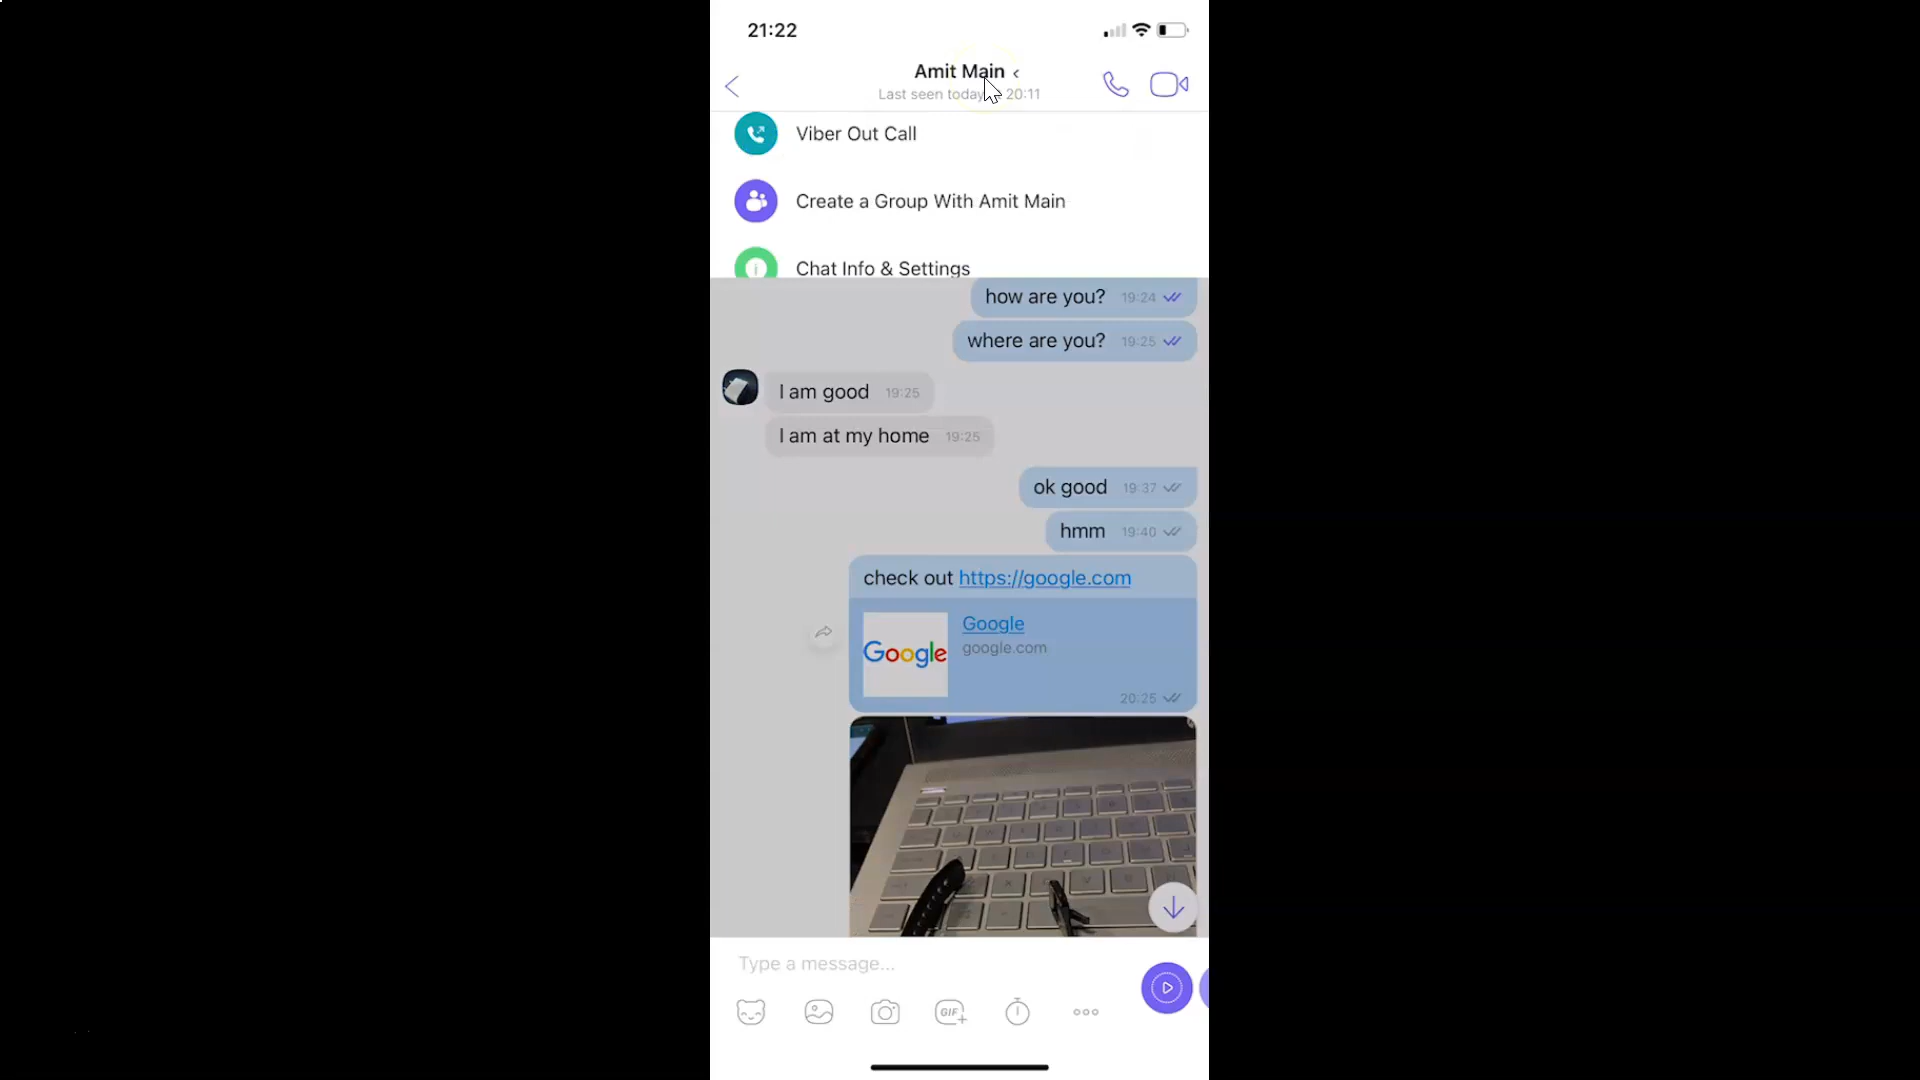 21:22
Amit Main <
Last seen today 20:11
Viber Out Call
Create a Group With Amit Main
Chat Info & Settings
how are you? 19:24
where are you? 19:25
I am good 19:25
I am at my home 19:25
ok good 19:37
hmm 19:40
check out https://google.com
Google
Google
google.com
20:25
Type a message...
GIF